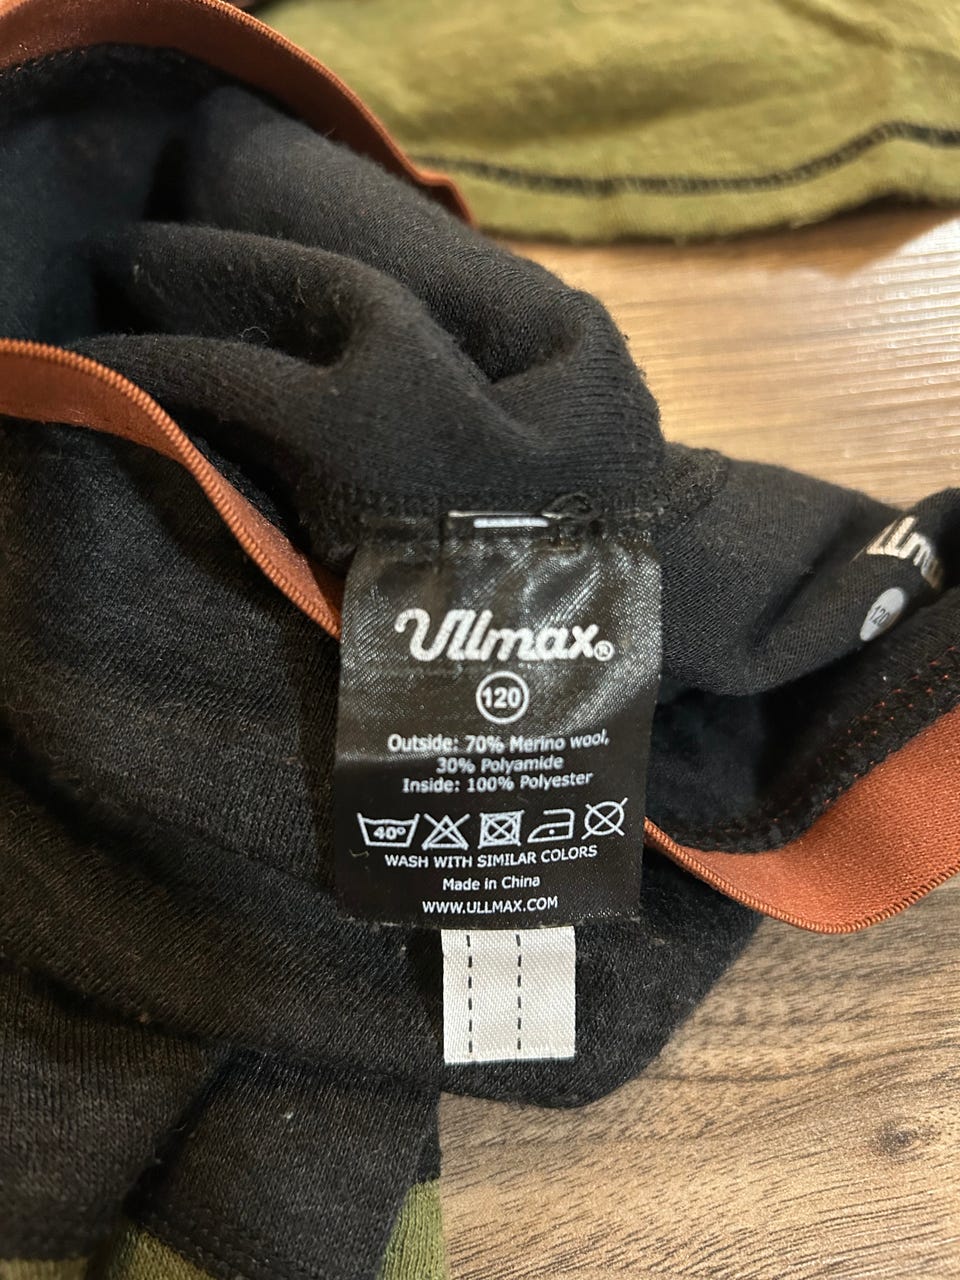 Ullmax®
120
Outside: 70% Merino wool,
30% Polyamide
Inside: 100% Polyester
40°
WASH WITH SIMILAR COLORS
Made in China
WWW.ULLMAX.COM
120